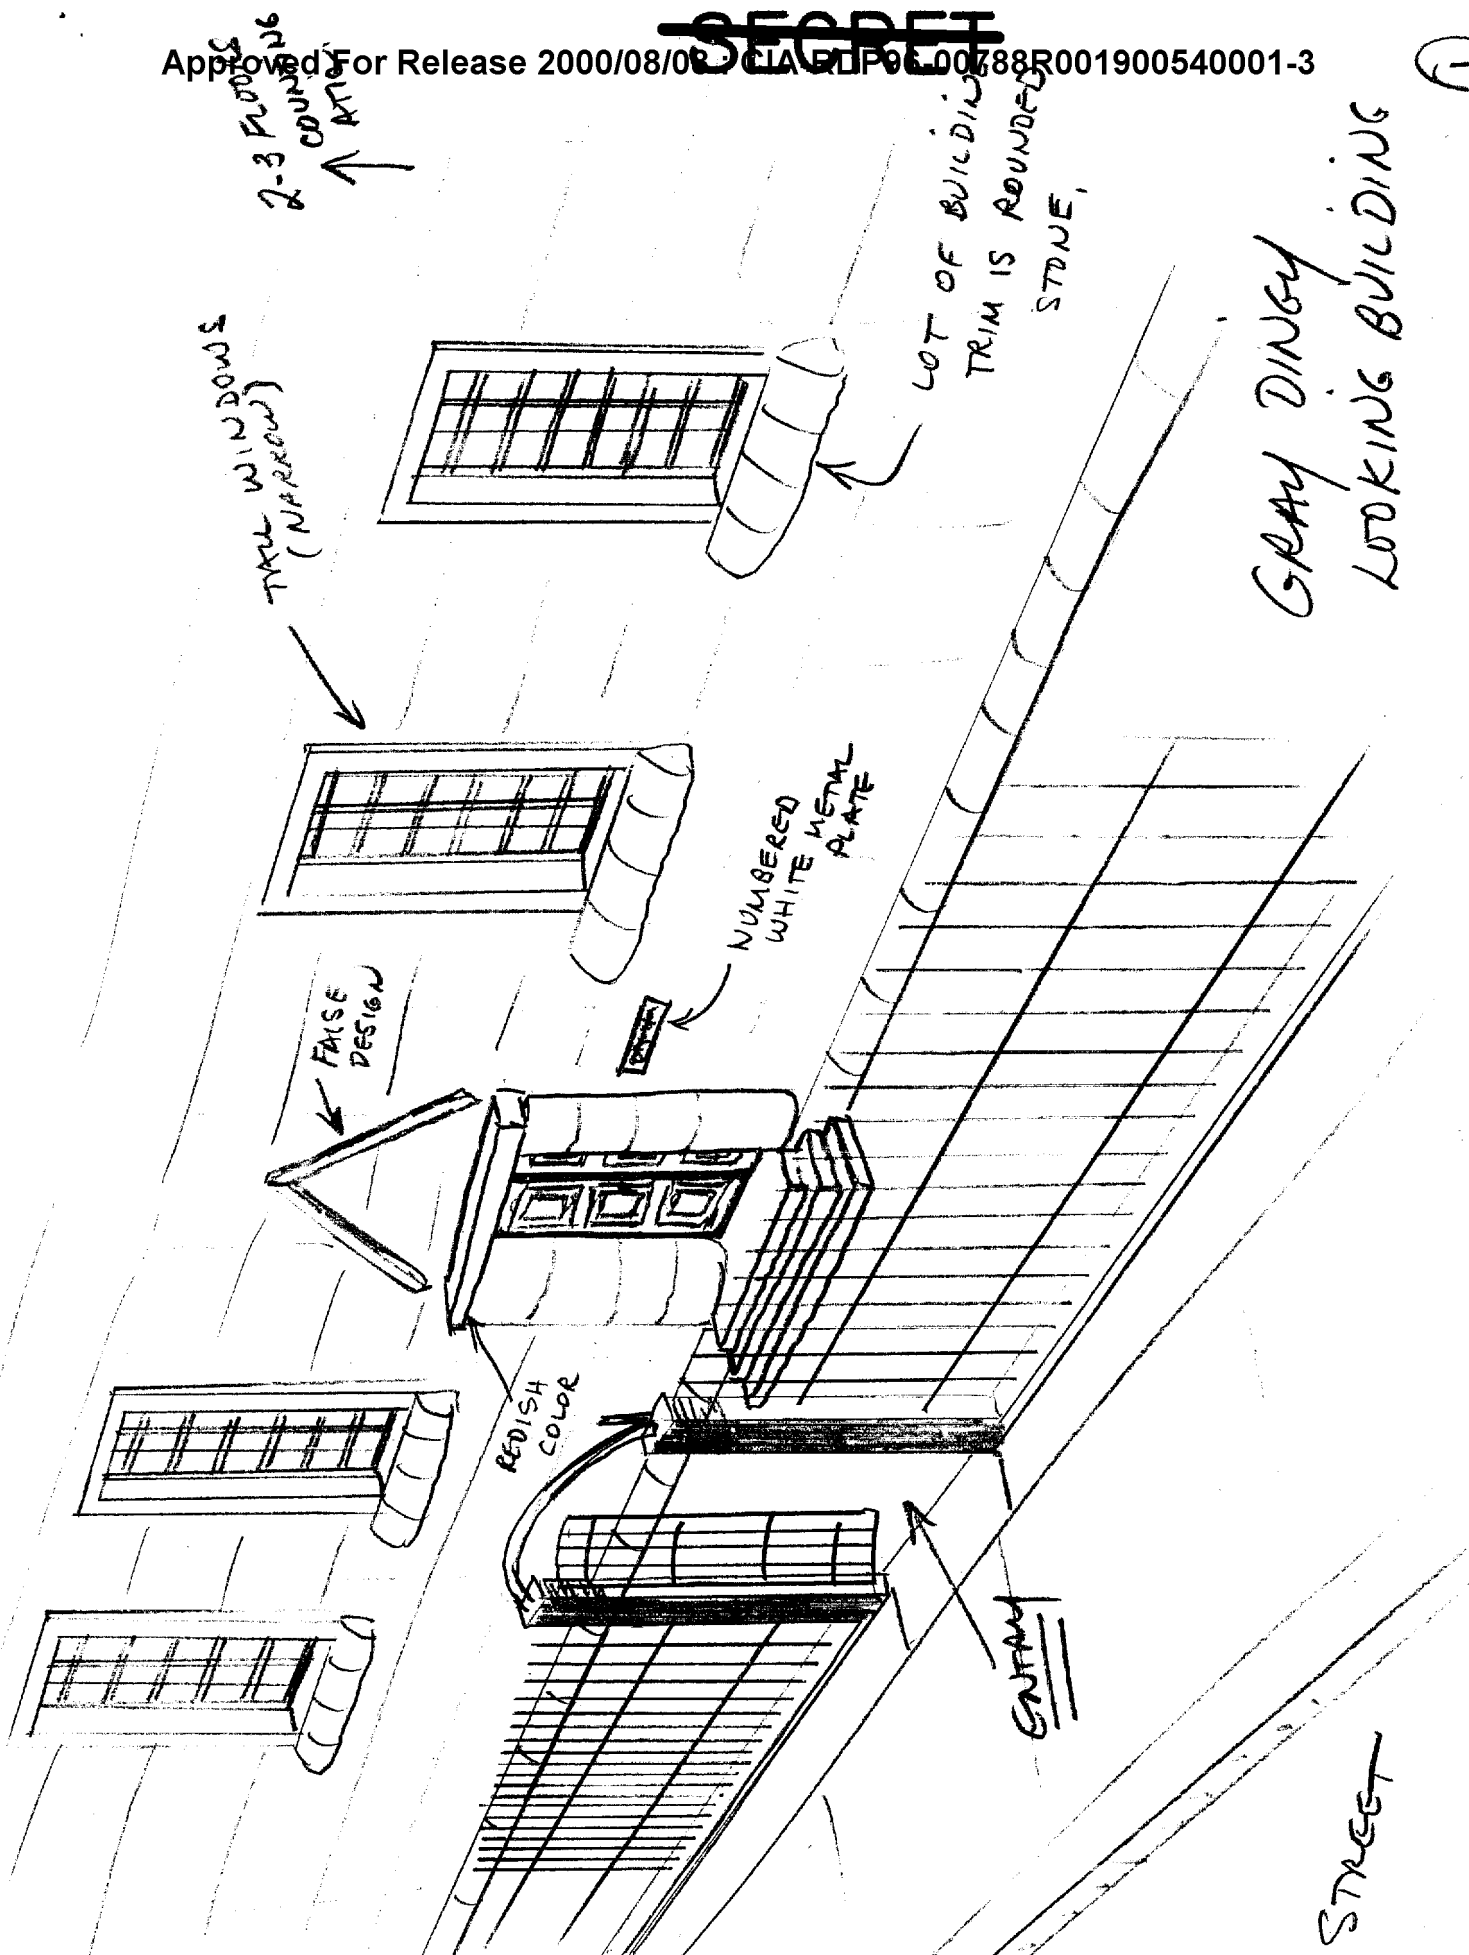 SECRET
Approved For Release 2000/08/08 : CIA-RDP96-00788R001900540001-3
1
2-3 FLOORS
COUNTING
ATTIC
TALL WINDOWS
(NARROW)
LOT OF BUILDING
TRIM IS ROUNDED
STONE,
GRAY DINGY
LOOKING BUILDING
FALSE
DESIGN
NUMBERED
WHITE METAL
PLATE
REDISH
COLOR
ENTRY
STREET